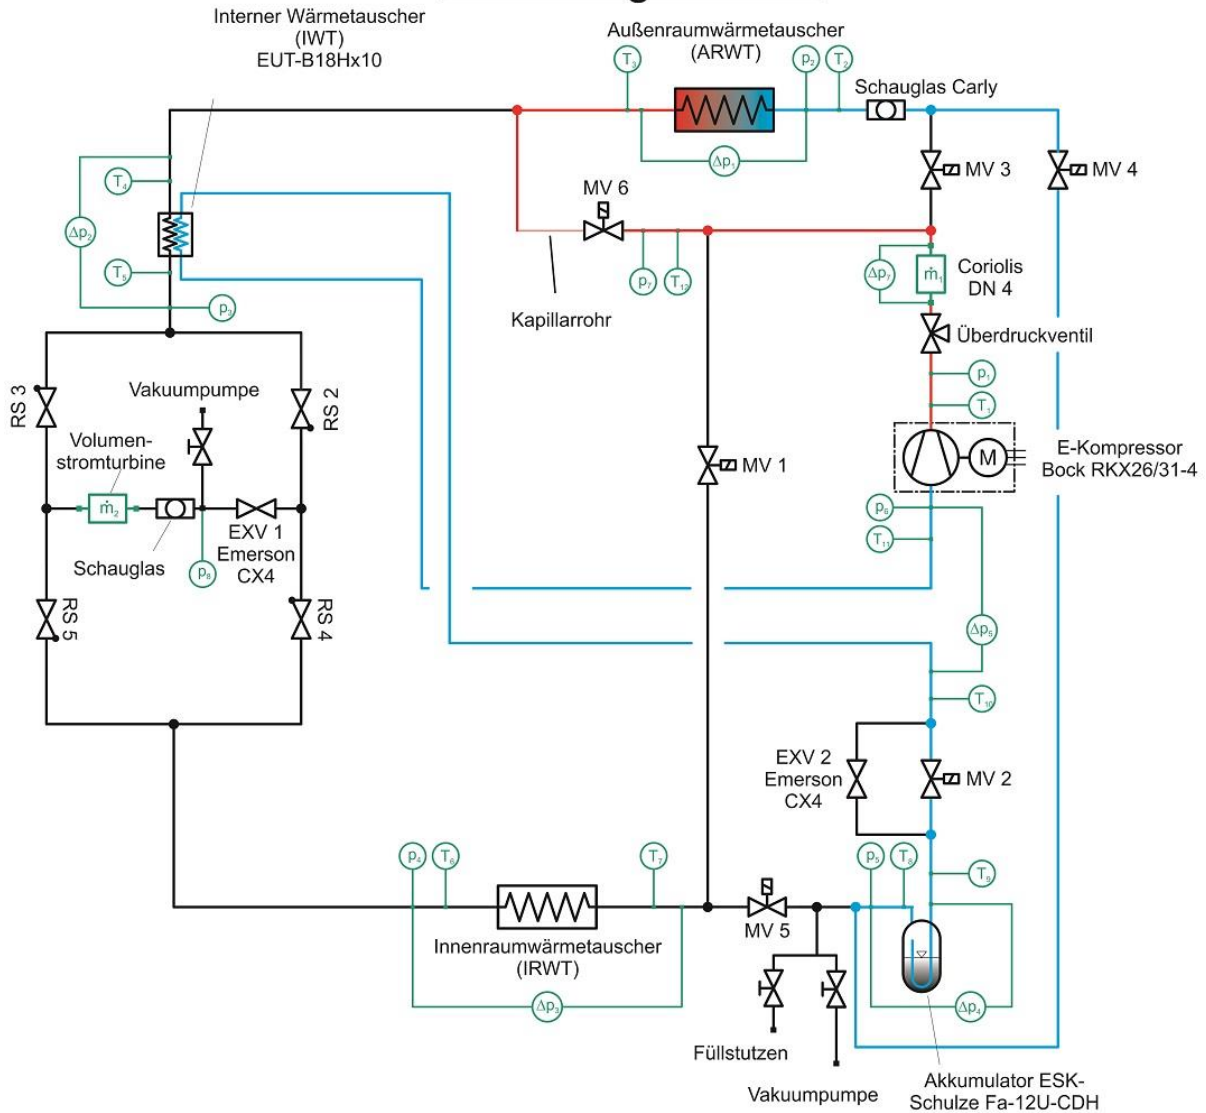 Interner Wärmetauscher
(IWT)
EUT-B18Hx10
Außenraumwärmetauscher
(ARWT)
T3
p2
T2
Schauglas Carly
Δp1
MV 3
MV 4
T4
MV 6
Δp2
T5
p3
p7
T12
Δp7
ṁ1
Coriolis
DN 4
Kapillarrohr
Überdruckventil
p1
T1
RS 3
Vakuumpumpe
RS 2
Volumen-
stromturbine
MV 1
M
E-Kompressor
Bock RKX26/31-4
ṁ2
EXV 1
Emerson
CX4
p6
T11
Schauglas
p8
RS 5
RS 4
Δp5
T10
EXV 2
Emerson
CX4
MV 2
p4
T6
T7
p5
T8
T9
MV 5
Innenraumwärmetauscher
(IRWT)
Δp3
Δp4
Füllstutzen
Vakuumpumpe
Akkumulator ESK-
Schulze Fa-12U-CDH